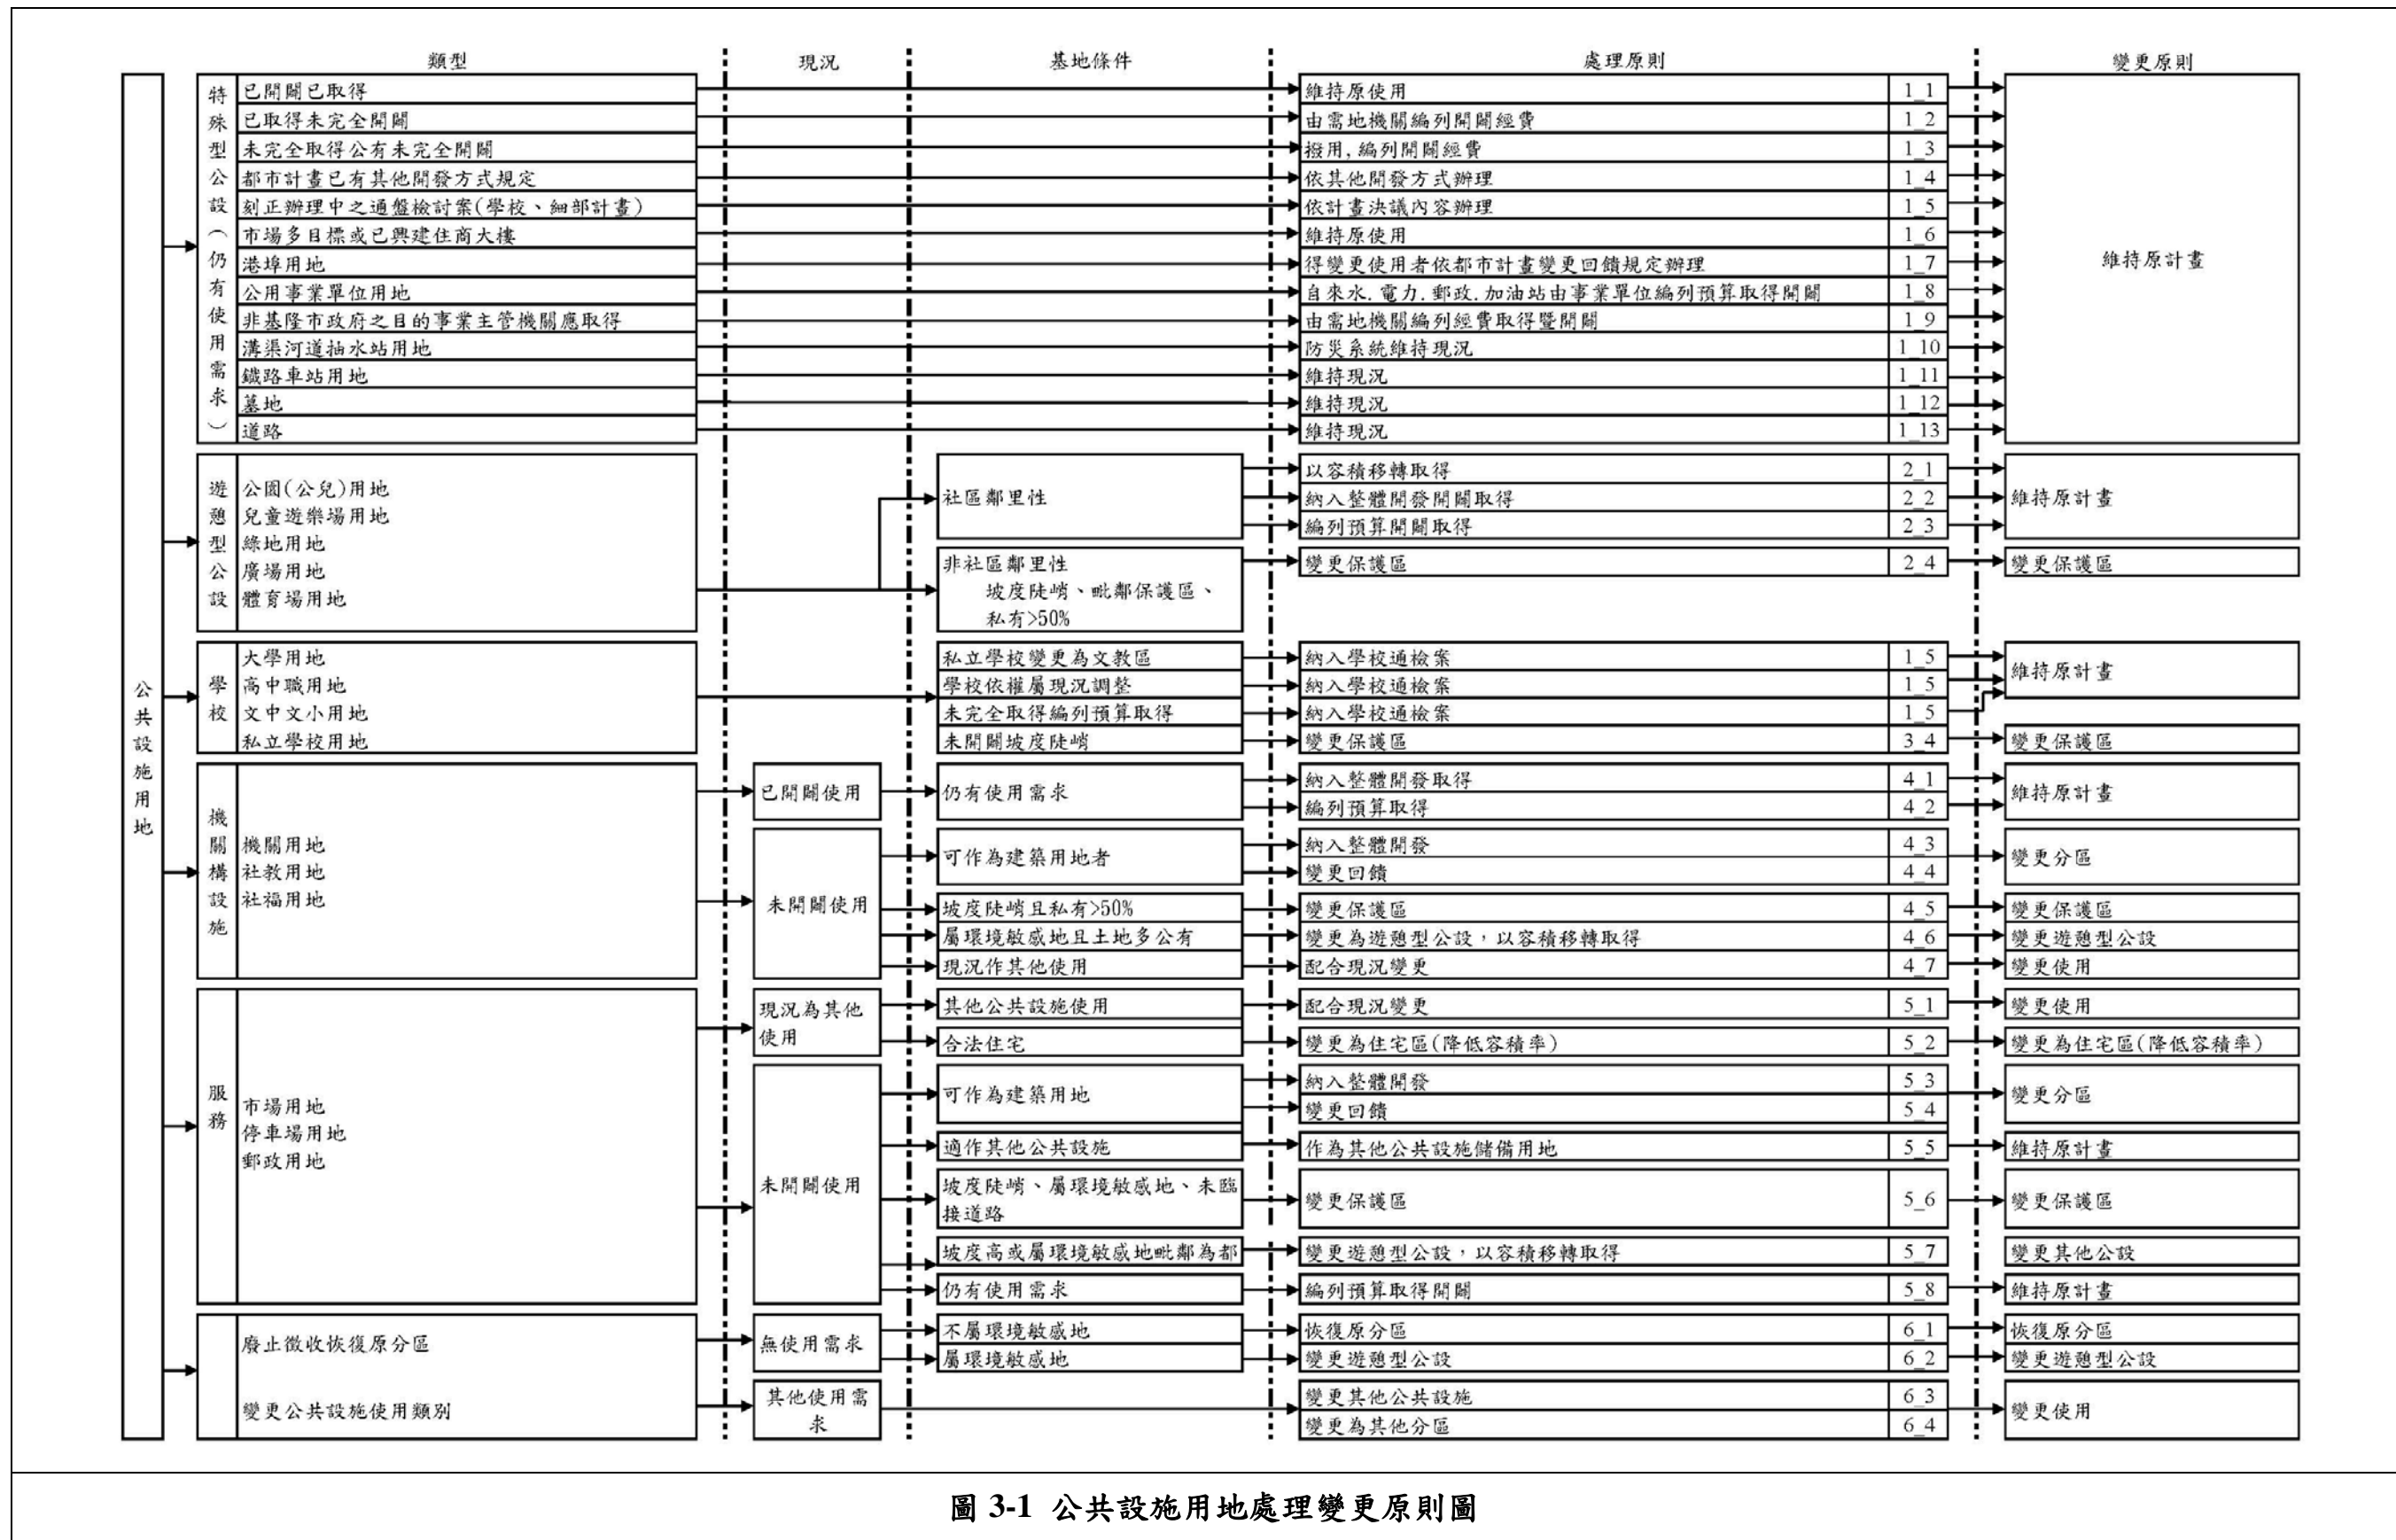 類型 現況 基地條件 處理原則 變更原則
公共設施用地
特殊型公設(仍有使用需求)
已開闢已取得 維持原使用 1_1
已取得未完全開闢 由需地機關編列開闢經費 1_2
未完全取得公有未完全開闢 撥用,編列開闢經費 1_3
都市計畫已有其他開發方式規定 依其他開發方式辦理 1_4
刻正辦理中之通盤檢討案(學校、細部計畫) 依計畫決議內容辦理 1_5
市場多目標或已興建住商大樓 維持原使用 1_6
港埠用地 得變更使用者依都市計畫變更回饋規定辦理 1_7
維持原計畫
公用事業單位用地 自來水.電力.郵政.加油站由事業單位編列預算取得開闢 1_8
非基隆市政府之目的事業主管機關應取得 由需地機關編列經費取得暨開闢 1_9
溝渠河道抽水站用地 防災系統維持現況 1_10
鐵路車站用地 維持現況 1_11
墓地 維持現況 1_12
道路 維持現況 1_13
遊憩型公設
公園(公兒)用地
兒童遊樂場用地
綠地用地
廣場用地
體育場用地
社區鄰里性
以容積移轉取得 2_1
納入整體開發開闢取得 2_2
編列預算開闢取得 2_3
維持原計畫
非社區鄰里性
坡度陡峭、毗鄰保護區、
私有>50%
變更保護區 2_4 變更保護區
學校
大學用地
高中職用地
文中文小用地
私立學校用地
私立學校變更為文教區 納入學校通檢案 1_5
學校依權屬現況調整 納入學校通檢案 1_5
未完全取得編列預算取得 納入學校通檢案 1_5
維持原計畫
未開闢坡度陡峭 變更保護區 3_4 變更保護區
機關構設施
機關用地
社教用地
社福用地
已開闢使用 仍有使用需求
納入整體開發取得 4_1
編列預算取得 4_2
維持原計畫
未開闢使用
可作為建築用地者
納入整體開發 4_3
變更回饋 4_4
變更分區
坡度陡峭且私有>50% 變更保護區 4_5 變更保護區
屬環境敏感地且土地多公有 變更為遊憩型公設,以容積移轉取得 4_6 變更遊憩型公設
現況作其他使用 配合現況變更 4_7 變更使用
服務
市場用地
停車場用地
郵政用地
現況為其他
使用
其他公共設施使用 配合現況變更 5_1 變更使用
合法住宅 變更為住宅區(降低容積率) 5_2 變更為住宅區(降低容積率)
未開闢使用
可作為建築用地
納入整體開發 5_3
變更回饋 5_4
變更分區
適作其他公共設施 作為其他公共設施儲備用地 5_5 維持原計畫
坡度陡峭、屬環境敏感地、未臨
接道路
變更保護區 5_6 變更保護區
坡度高或屬環境敏感地毗鄰為都 變更遊憩型公設,以容積移轉取得 5_7 變更其他公設
仍有使用需求 編列預算取得開闢 5_8 維持原計畫
廢止徵收恢復原分區
變更公共設施使用類別
無使用需求
不屬環境敏感地 恢復原分區 6_1 恢復原分區
屬環境敏感地 變更遊憩型公設 6_2 變更遊憩型公設
其他使用需
求
變更其他公共設施 6_3
變更為其他分區 6_4
變更使用
圖 3-1 公共設施用地處理變更原則圖